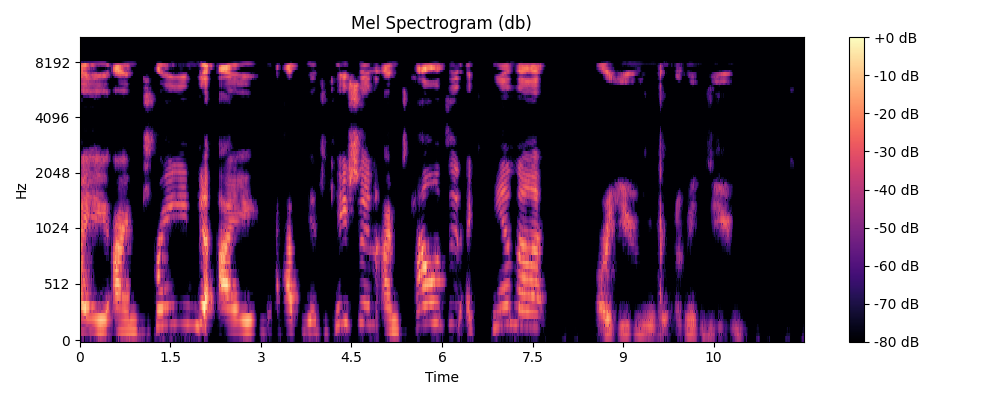 Mel Spectrogram (db)
8192
4096
2048
1024
512
0
Hz
0 1.5 3 4.5 6 7.5 9 10
Time
+0 dB
-10 dB
-20 dB
-30 dB
-40 dB
-50 dB
-60 dB
-70 dB
-80 dB